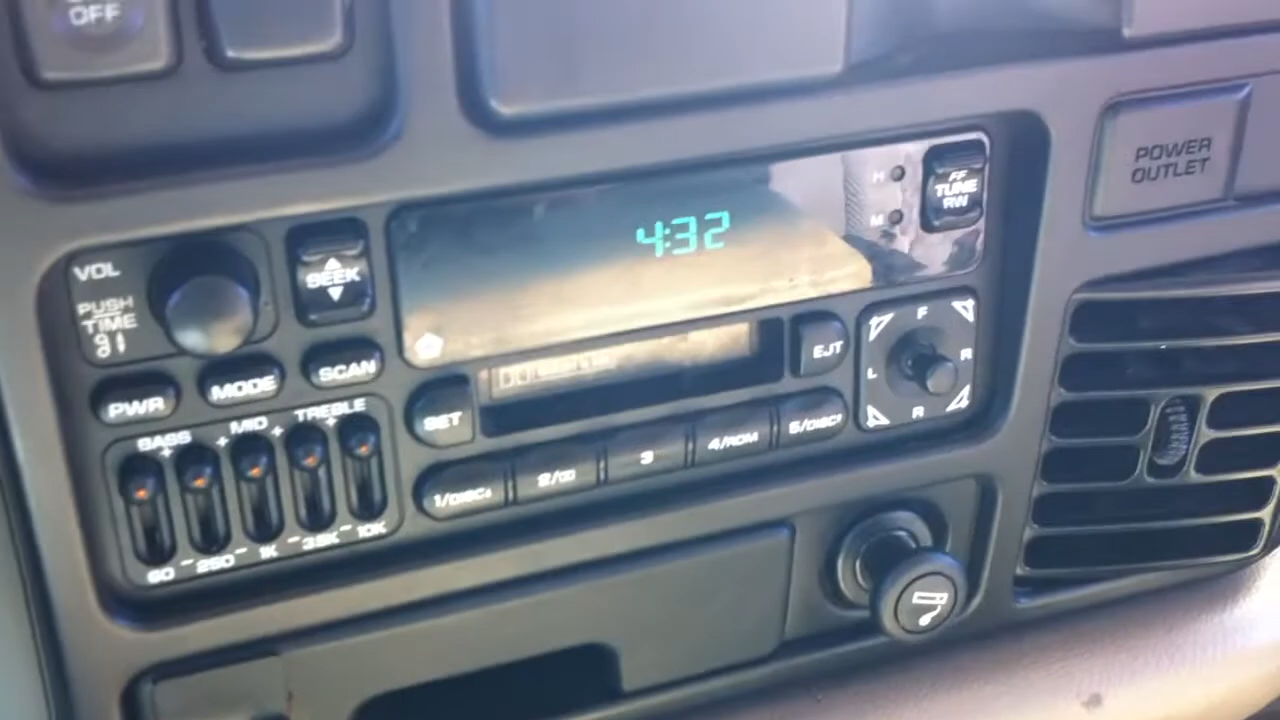 OFF
POWER
OUTLET
VOL
PUSH
TIME
SEEK
4:32
H
M
FF
TUNE
RW
PWR
MODE
SCAN
SET
EJT
F
L
R
R
BASS
MID
TREBLE
+
+
+
+
1/DISC
2/
3
4/RDM
5/DISC
60
250
1K
3.5K
10K